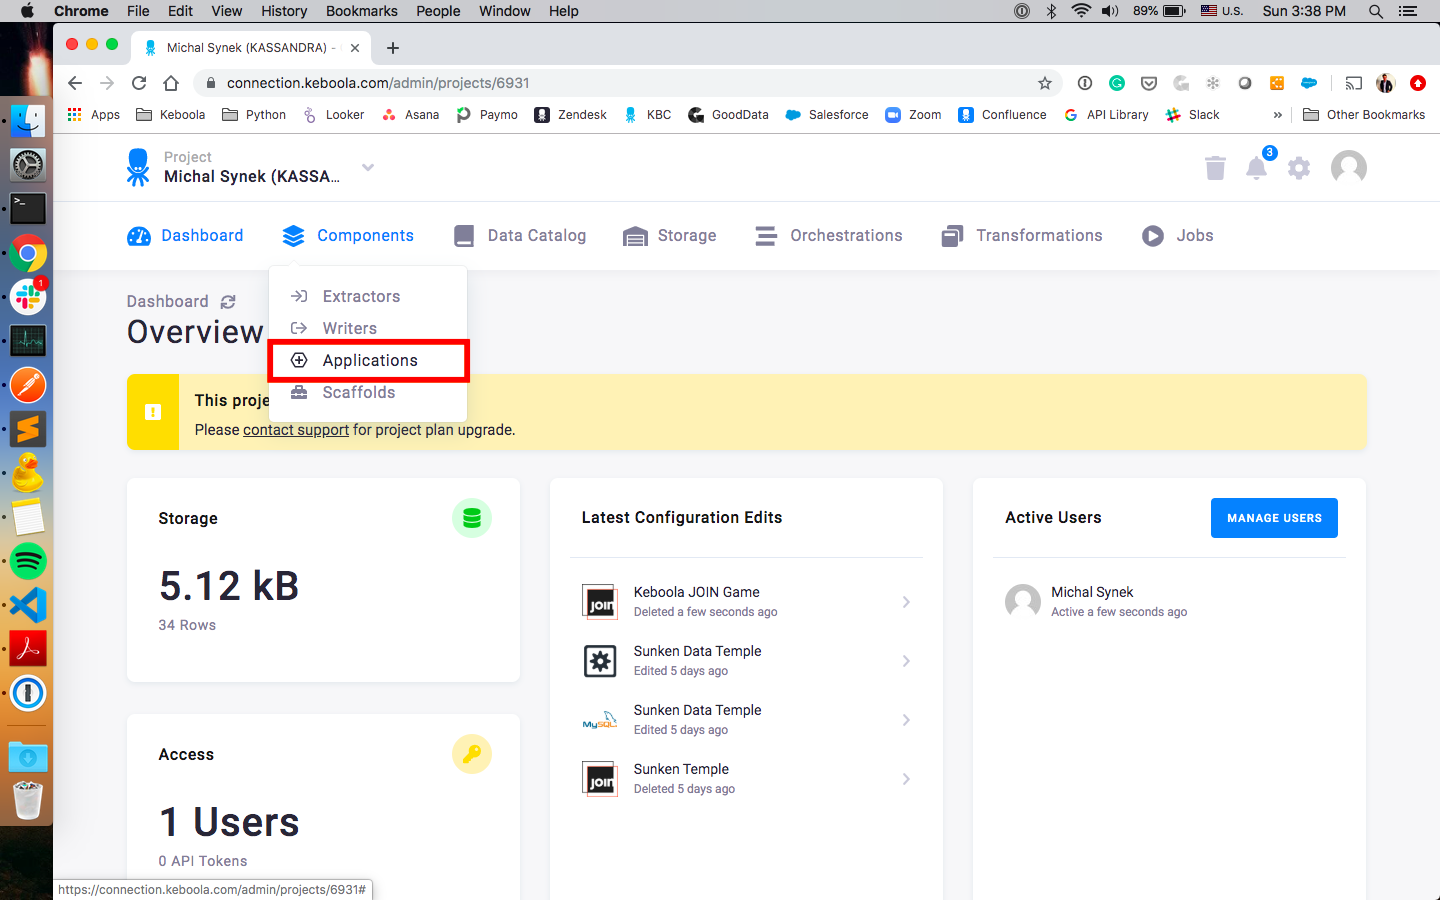 Chrome File Edit View History Bookmarks People Window Help 89% U.S. Sun 3:38 PM
Michal Synek (KASSANDRA) -
connection.keboola.com/admin/projects/6931
Apps Keboola Python Looker Asana Paymo Zendesk KBC GoodData Salesforce Zoom Confluence API Library Slack » Other Bookmarks
Project
Michal Synek (KASSA...
3
Dashboard Components Data Catalog Storage Orchestrations Transformations Jobs
Extractors
Writers
Applications
Scaffolds
Dashboard
Overview
This proje
Please contact support for project plan upgrade.
Storage
5.12 kB
34 Rows
Access
1 Users
0 API Tokens
Latest Configuration Edits
join
Keboola JOIN Game
Deleted a few seconds ago
Sunken Data Temple
Edited 5 days ago
MySQL
Sunken Data Temple
Edited 5 days ago
join
Sunken Temple
Deleted 5 days ago
Active Users
MANAGE USERS
Michal Synek
Active a few seconds ago
1
https://connection.keboola.com/admin/projects/6931#